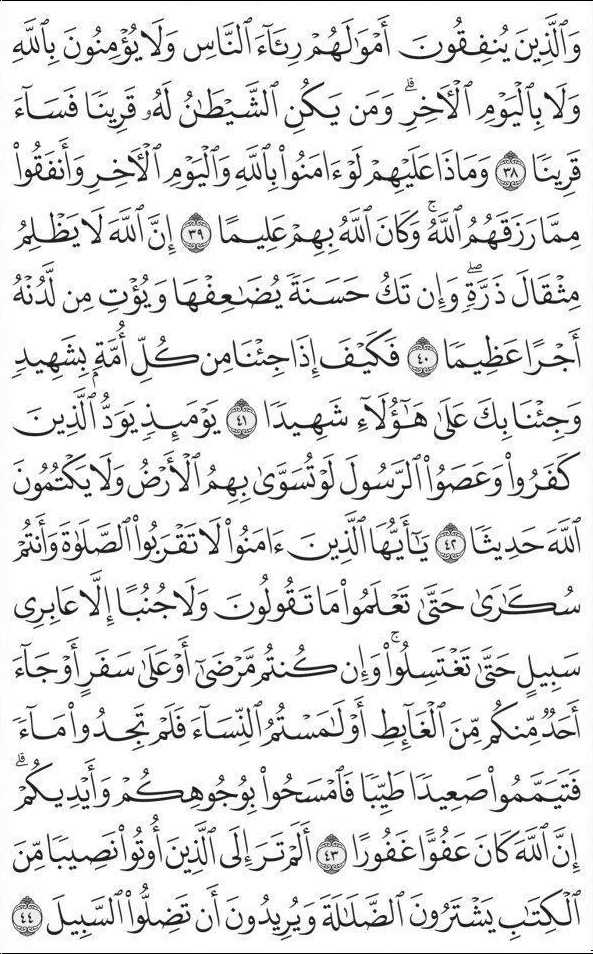 وَٱلَّذِينَ يُنفِقُونَ أَمْوَٰلَهُمْ رِئَآءَ ٱلنَّاسِ وَلَا يُؤْمِنُونَ بِٱللَّهِ
وَلَا بِٱلْيَوْمِ ٱلْأَخِرِ ۗ وَمَن يَكُنِ ٱلشَّيْطَٰنُ لَهُۥ قَرِينًا فَسَآءَ
قَرِينًا ٣٨ وَمَاذَا عَلَيْهِمْ لَوْ ءَامَنُوا۟ بِٱللَّهِ وَٱلْيَوْمِ ٱلْأَخِرِ وَأَنفَقُوا۟
مِمَّا رَزَقَهُمُ ٱللَّهُ ۚ وَكَانَ ٱللَّهُ بِهِمْ عَلِيمًا ٣٩ إِنَّ ٱللَّهَ لَا يَظْلِمُ
مِثْقَالَ ذَرَّةٍ ۖ وَإِن تَكُ حَسَنَةً يُضَٰعِفْهَا وَيُؤْتِ مِن لَّدُنْهُ
أَجْرًا عَظِيمًا ٤٠ فَكَيْفَ إِذَا جِئْنَا مِن كُلِّ أُمَّةٍۭ بِشَهِيدٍ
وَجِئْنَا بِكَ عَلَىٰ هَٰٓؤُلَآءِ شَهِيدًا ٤١ يَوْمَئِذٍ يَوَدُّ ٱلَّذِينَ
كَفَرُوا۟ وَعَصَوُا۟ ٱلرَّسُولَ لَوْ تُسَوَّىٰ بِهِمُ ٱلْأَرْضُ وَلَا يَكْتُمُونَ
ٱللَّهَ حَدِيثًا ٤٢ يَٰٓأَيُّهَا ٱلَّذِينَ ءَامَنُوا۟ لَا تَقْرَبُوا۟ ٱلصَّلَوٰةَ وَأَنتُمْ
سُكَٰرَىٰ حَتَّىٰ تَعْلَمُوا۟ مَا تَقُولُونَ وَلَا جُنُبًا إِلَّا عَابِرِى
سَبِيلٍ حَتَّىٰ تَغْتَسِلُوا۟ ۚ وَإِن كُنتُم مَّرْضَىٰٓ أَوْ عَلَىٰ سَفَرٍ أَوْ جَآءَ
أَحَدٌ مِّنكُم مِّنَ ٱلْغَآئِطِ أَوْ لَٰمَسْتُمُ ٱلنِّسَآءَ فَلَمْ تَجِدُوا۟ مَآءً
فَتَيَمَّمُوا۟ صَعِيدًا طَيِّبًا فَٱمْسَحُوا۟ بِوُجُوهِكُمْ وَأَيْدِيكُمْ ۗ
إِنَّ ٱللَّهَ كَانَ عَفُوًّا غَفُورًا ٤٣ أَلَمْ تَرَ إِلَى ٱلَّذِينَ أُوتُوا۟ نَصِيبًا مِّنَ
ٱلْكِتَٰبِ يَشْتَرُونَ ٱلضَّلَٰلَةَ وَيُرِيدُونَ أَن تَضِلُّوا۟ ٱلسَّبِيلَ ٤٤